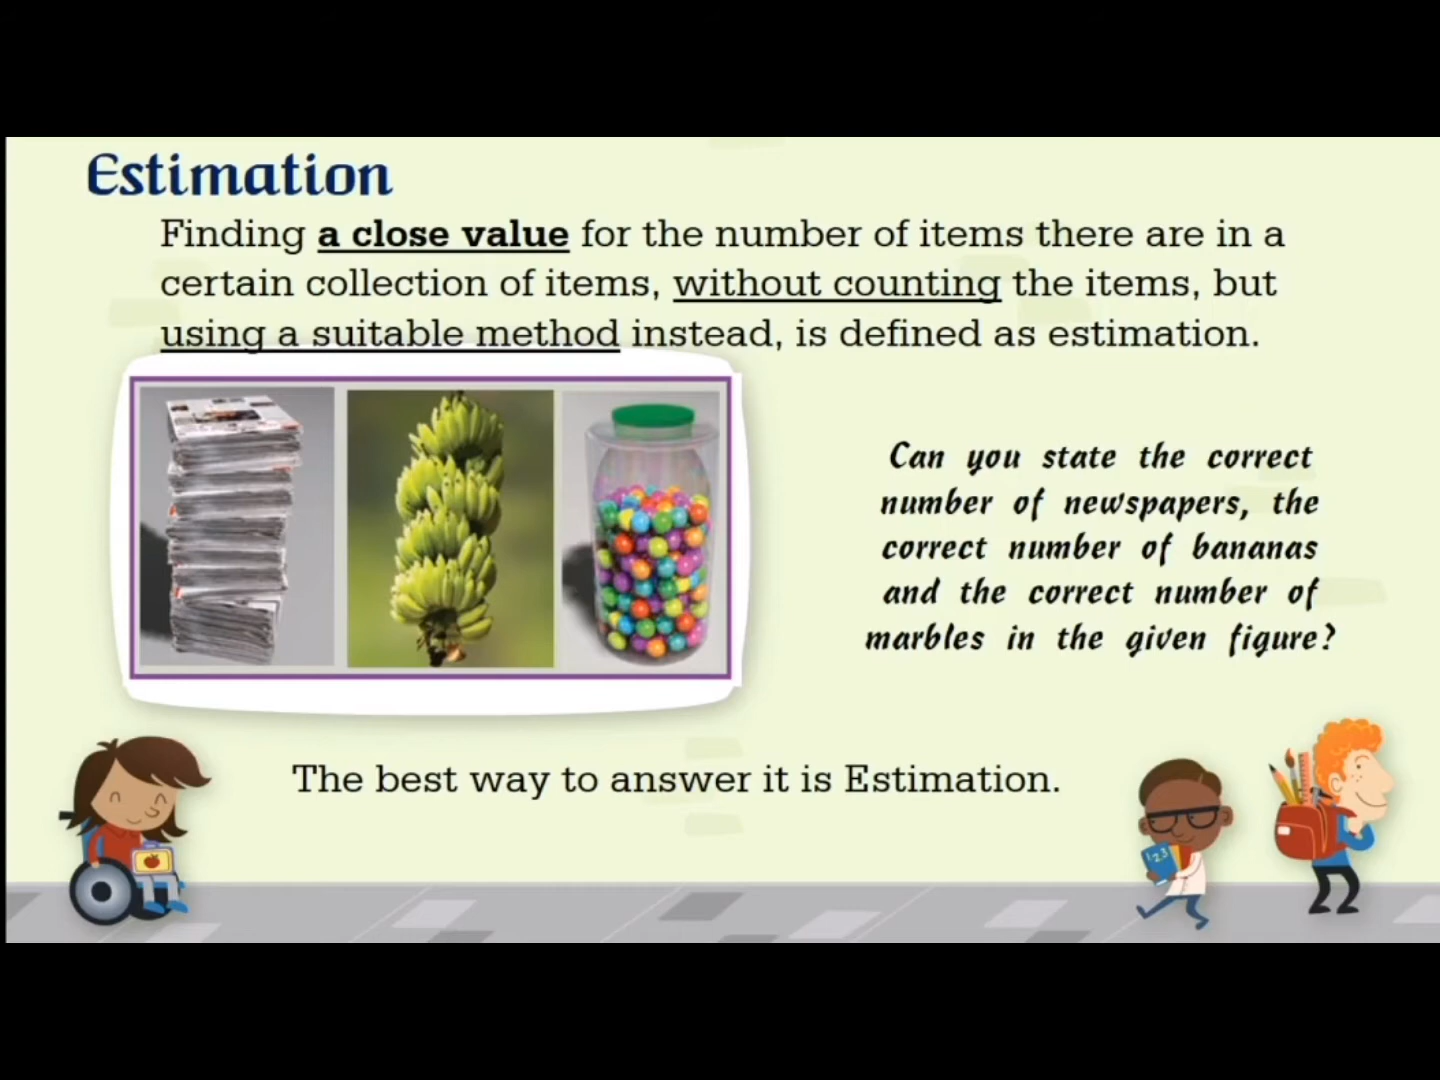 Estimation
Finding a close value for the number of items there are in a
certain collection of items, without counting the items, but
using a suitable method instead, is defined as estimation.
Can you state the correct
number of newspapers, the
correct number of bananas
and the correct number of
marbles in the given figure?
The best way to answer it is Estimation.
123